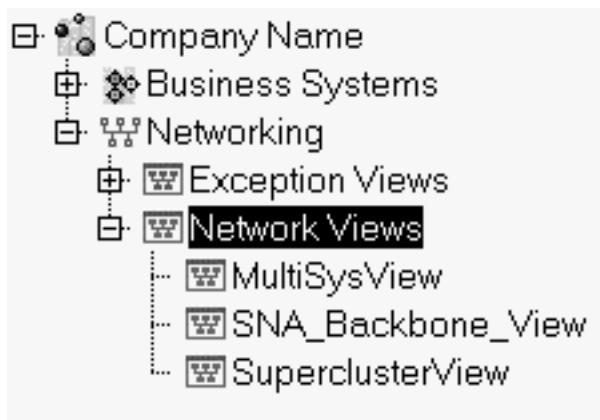 Company Name
Business Systems
Networking
Exception Views
Network Views
MultiSysView
SNA_Backbone_View
SuperclusterView